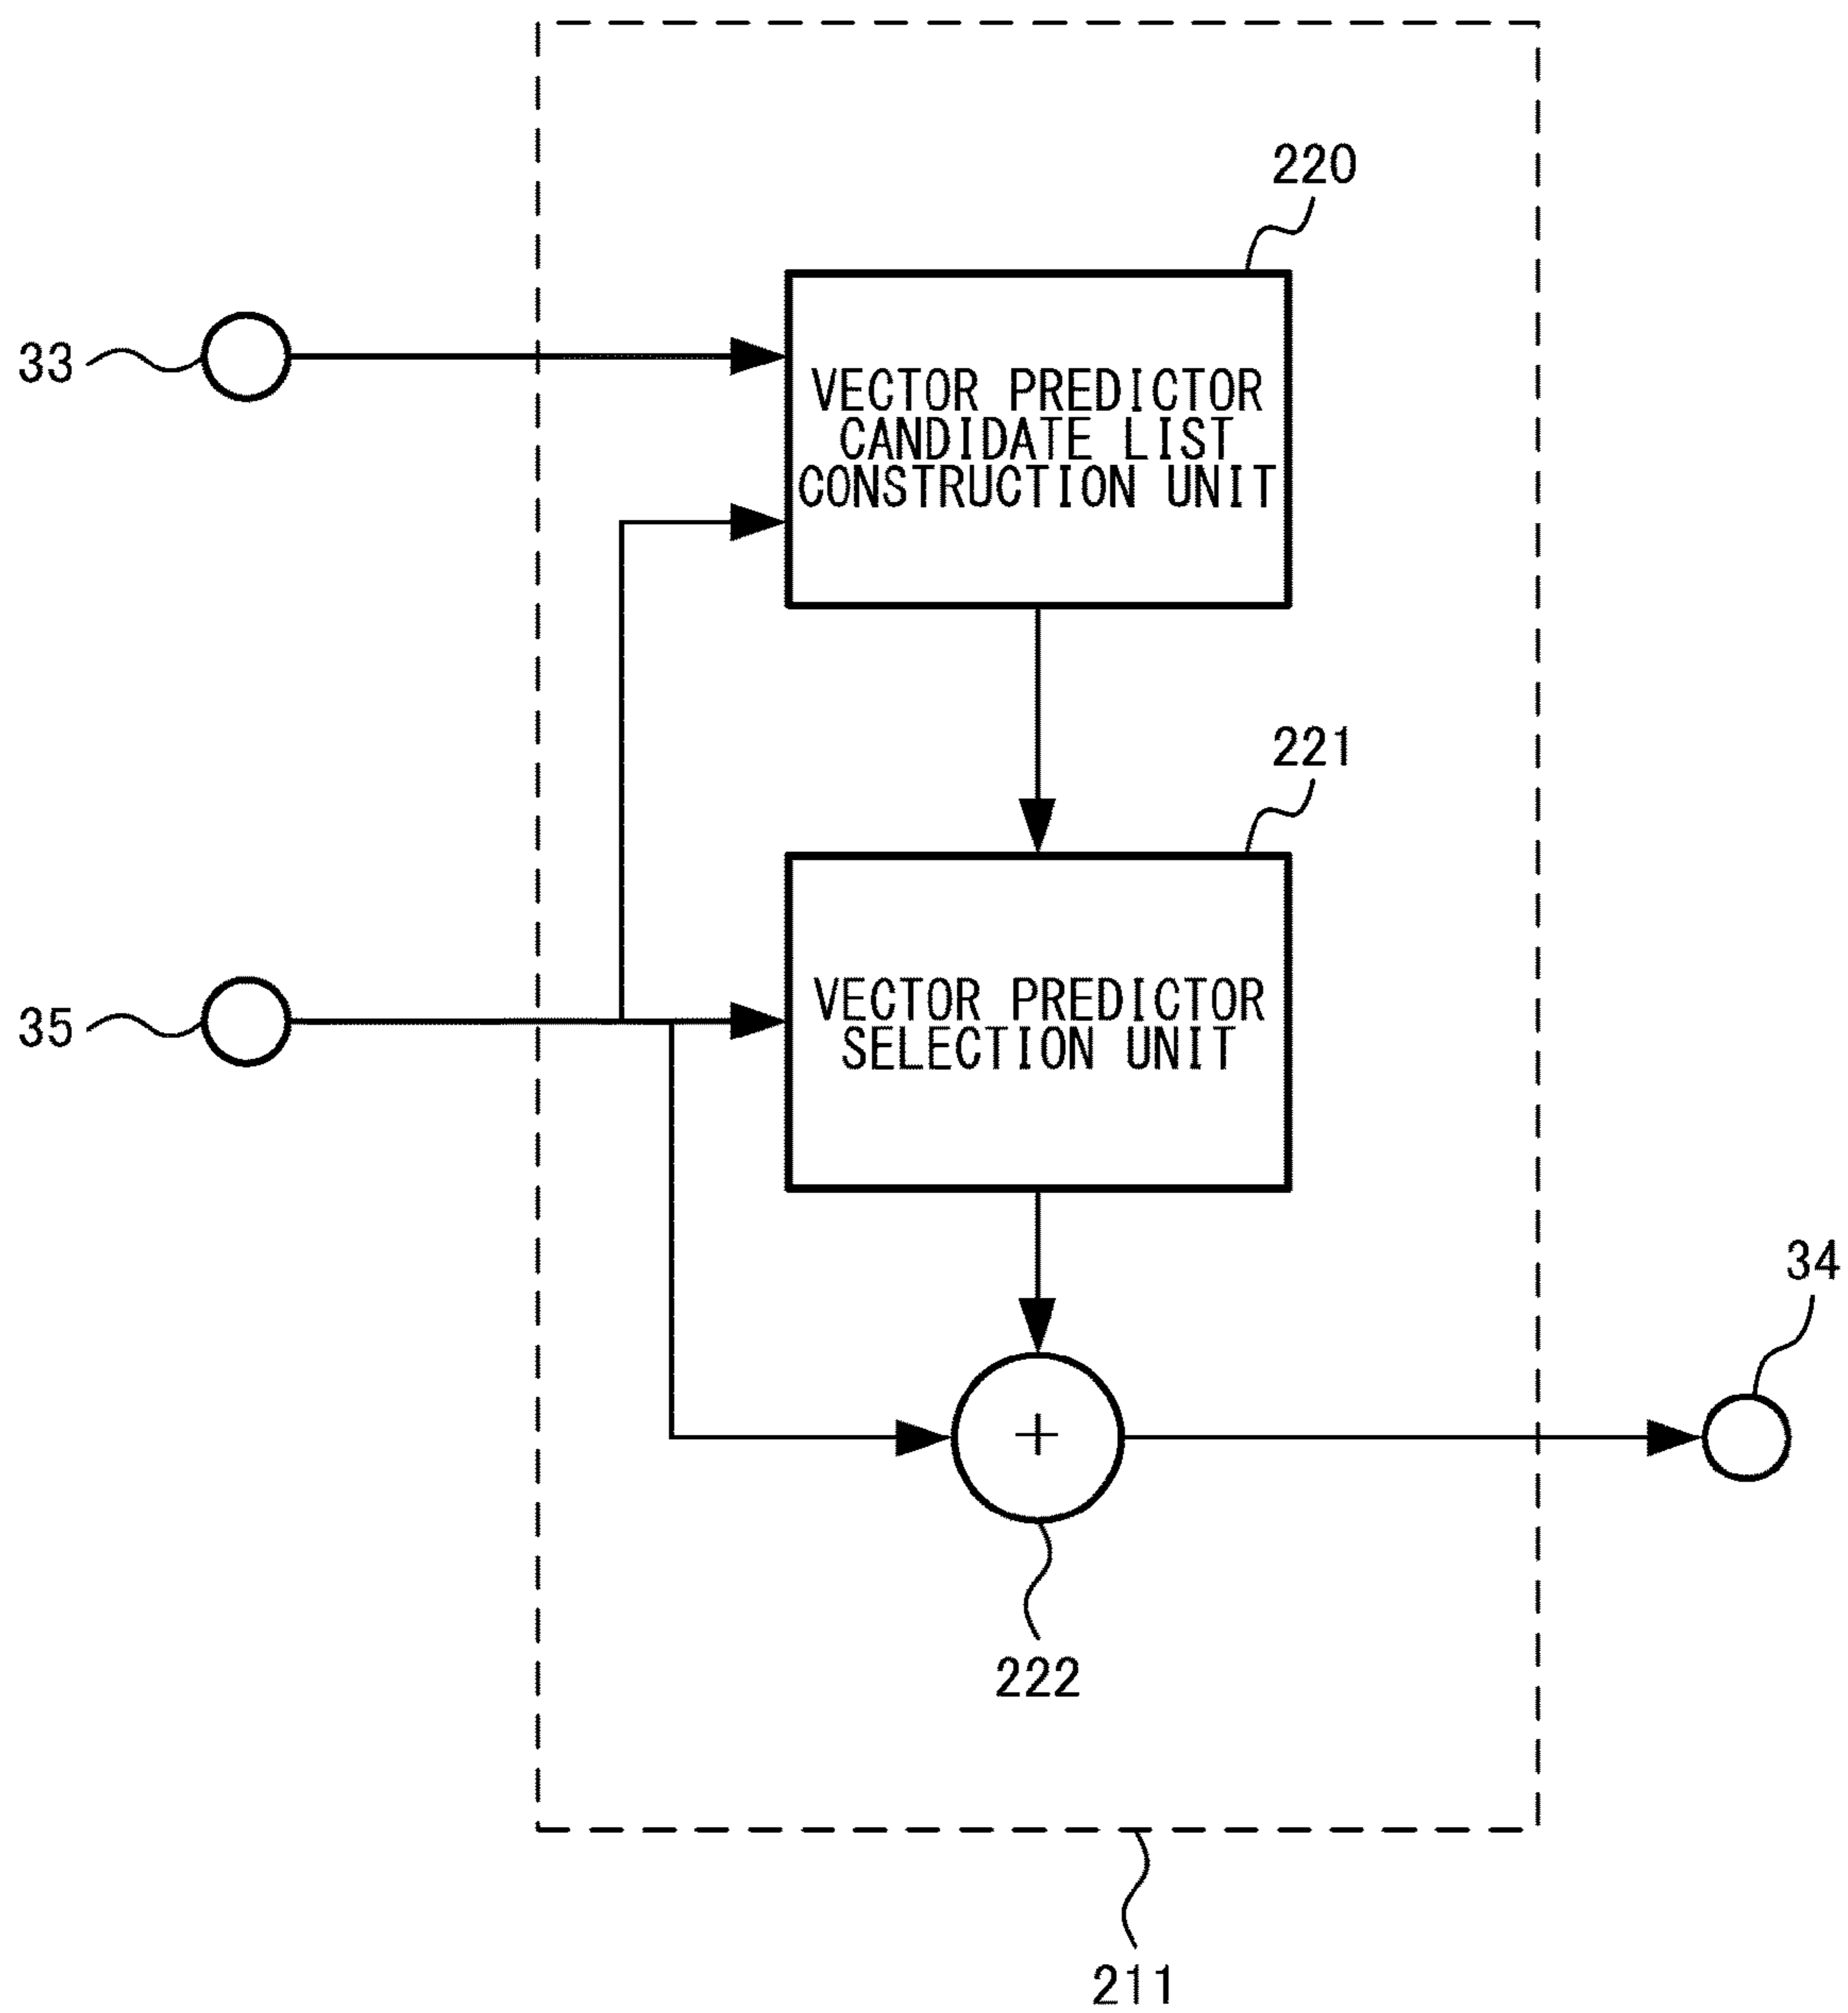 220
33
VECTOR PREDICTOR
CANDIDATE LIST
CONSTRUCTION UNIT
221
35
VECTOR PREDICTOR
SELECTION UNIT
34
+
222
211